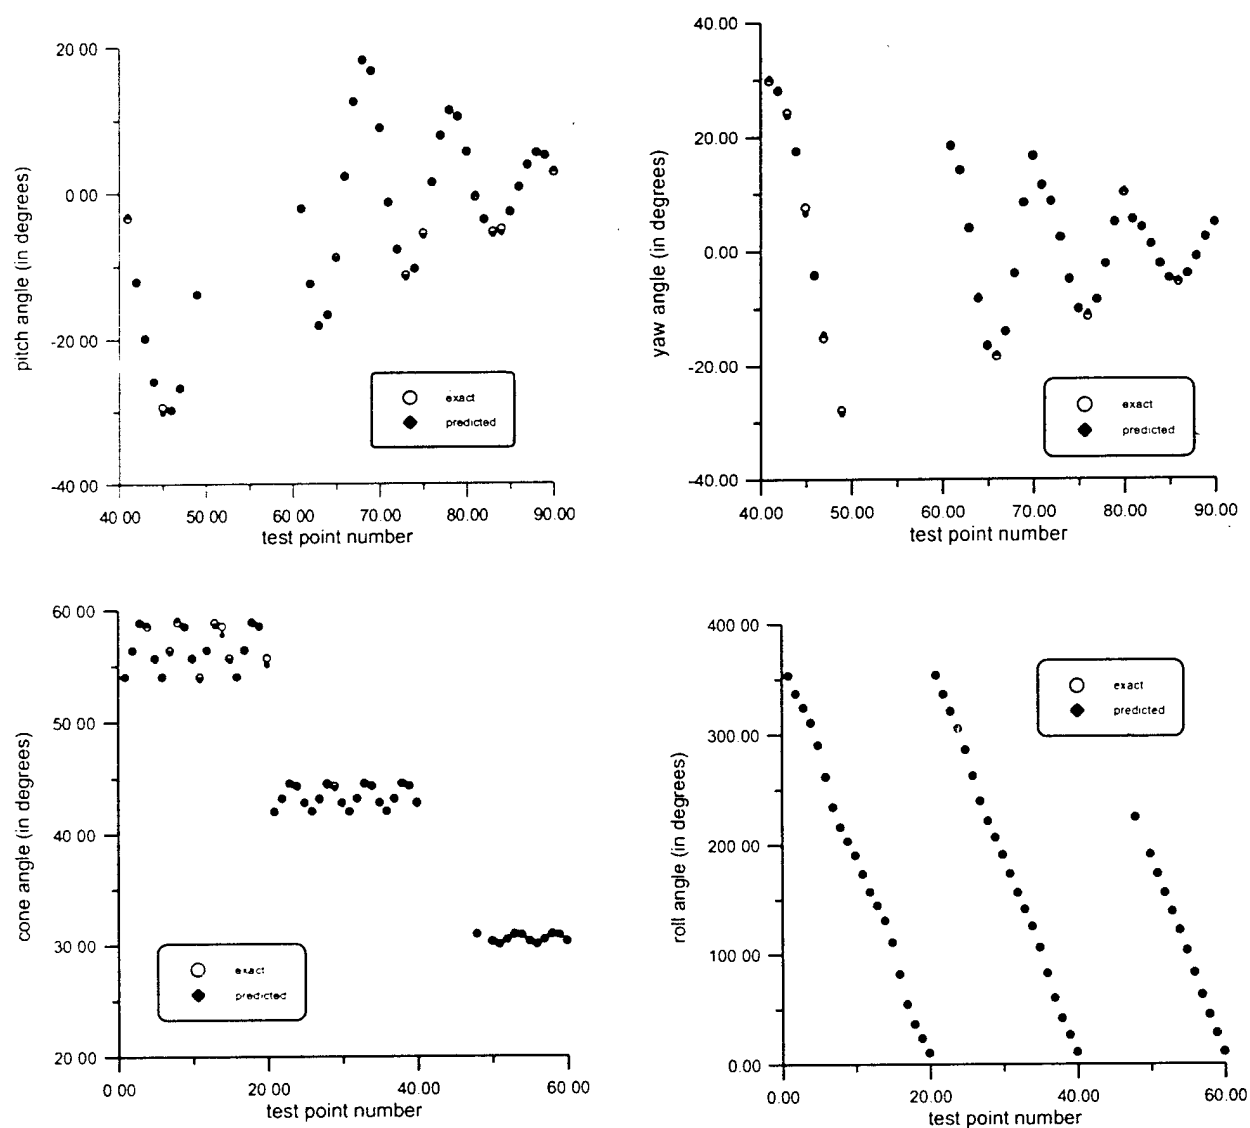 20 00
0 00
-20 00
-40 00
pitch angle (in degrees)
exact
predicted
40 00
50 00
60 00
70.00
80.00
90.00
test point number
40.00
20.00
0.00
-20.00
-40.00
yaw angle (in degrees)
exact
predicted
40.00
50.00
60.00
70.00
80.00
90.00
test point number
60 00
50 00
40 00
30 00
20 00
cone angle (in degrees)
exact
predicted
0 00
20 00
40.00
60.00
test point number
400 00
300.00
200 00
100 00
0.00
roll angle (in degrees)
exact
predicted
0.00
20.00
40.00
60.00
test point number